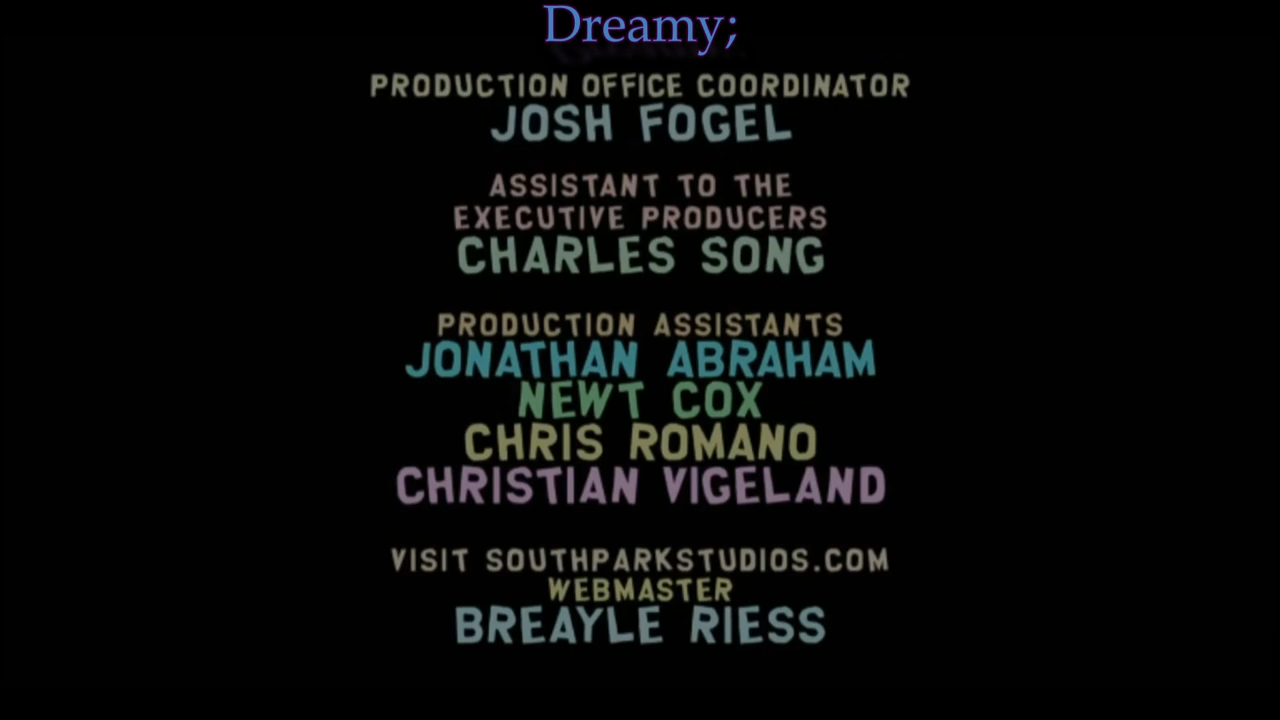 Dreamy;
PRODUCTION OFFICE COORDINATOR
JOSH FOGEL
ASSISTANT TO THE
EXECUTIVE PRODUCERS
CHARLES SONG
PRODUCTION ASSISTANTS
JONATHAN ABRAHAM
NEWT COX
CHRIS ROMANO
CHRISTIAN VIGELAND
VISIT SOUTHPARKSTUDIOS.COM
WEBMASTER
BREAYLE RIESS